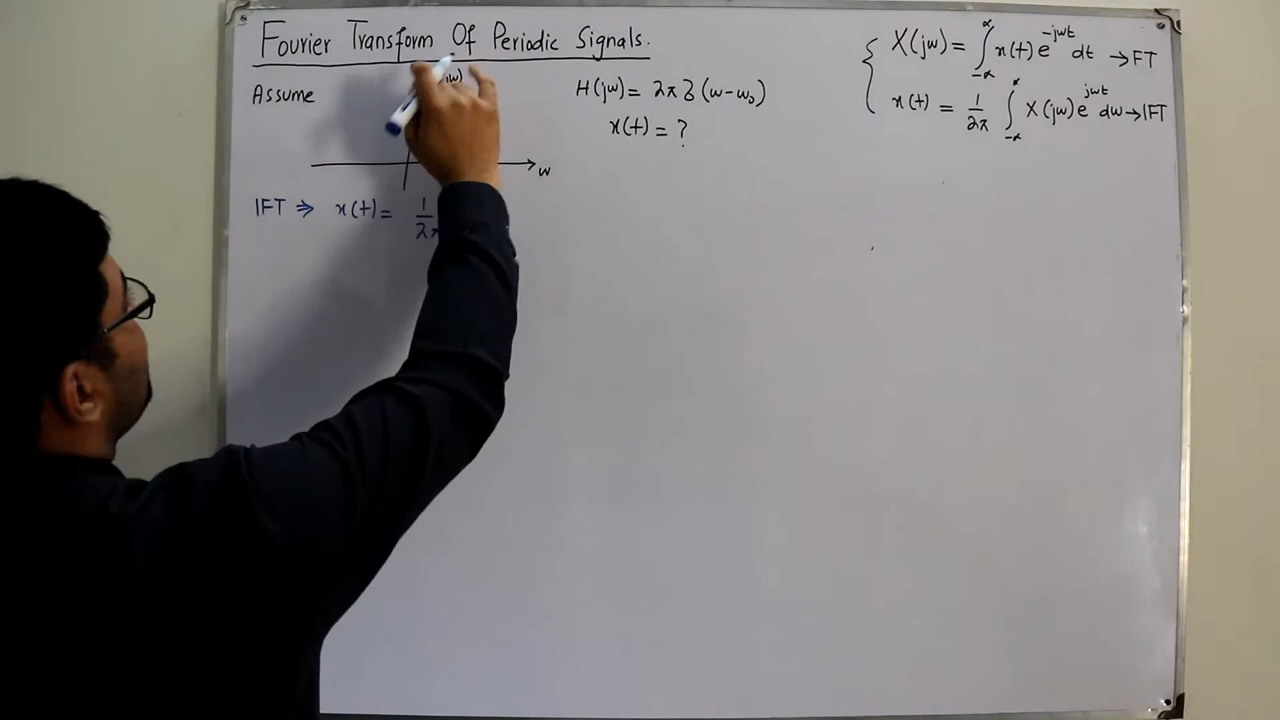 Fourier Transform Of Periodic Signals.
Assume
jw)
w
H(jw) = 2π δ (w-w₀)
x(t) = ?
X(jw) = ∫_{-∝}^{∝} x(t) e^{-jwt} dt → FT
x(t) = 1/2π ∫_{-∝}^{∝} X(jw) e^{jwt} dw → IFT
IFT ⇒ x(t) = 1/2π